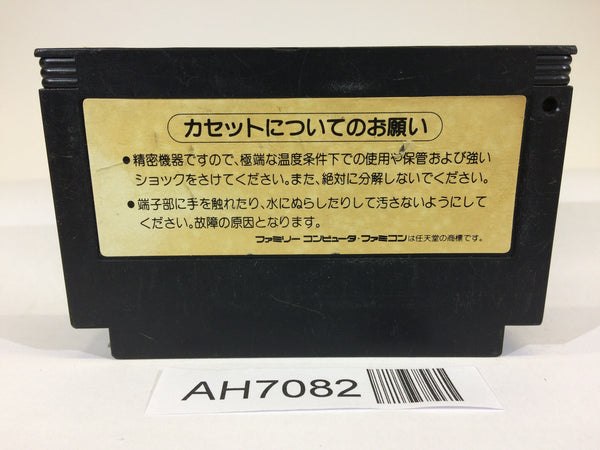 カセットについてのお願い
●精密機器ですので、極端な温度条件下での使用や保管および強い
ショックをさけてください。また、絶対に分解しないでください。
●端子部に手を触れたり、水にぬらしたりして汚さないようにして
ください。故障の原因となります。
ファミリー コンピュータ・ファミコンは任天堂の商標です。
AH7082